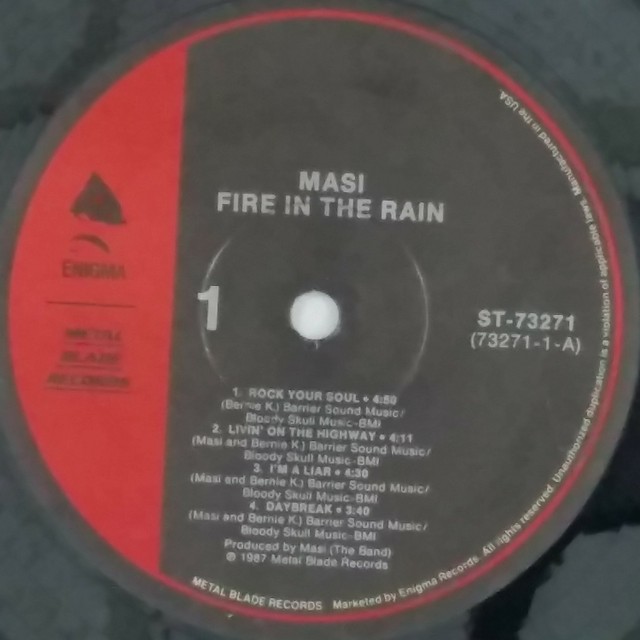 MASI
FIRE IN THE RAIN
ENIGMA
METAL
BLADE
RECORDS
1
ST-73271
(73271-1-A)
1. ROCK YOUR SOUL • 4:50
(Bernie K.) Barrier Sound Music/
Bloody Skull Music-BMI
2. LIVIN' ON THE HIGHWAY • 4:11
(Masi and Bernie K.) Barrier Sound Music/
Bloody Skull Music-BMI
3. I'M A LIAR • 4:30
(Masi and Bernie K.) Barrier Sound Music/
Bloody Skull Music-BMI
4. DAYBREAK • 3:40
(Masi and Bernie K.) Barrier Sound Music/
Bloody Skull Music-BMI
Produced by Masi (The Band)
℗ 1987 Metal Blade Records
METAL BLADE RECORDS Marketed by Enigma Records. All rights reserved. Unauthorized duplication is a violation of applicable laws. Manufactured in the USA.